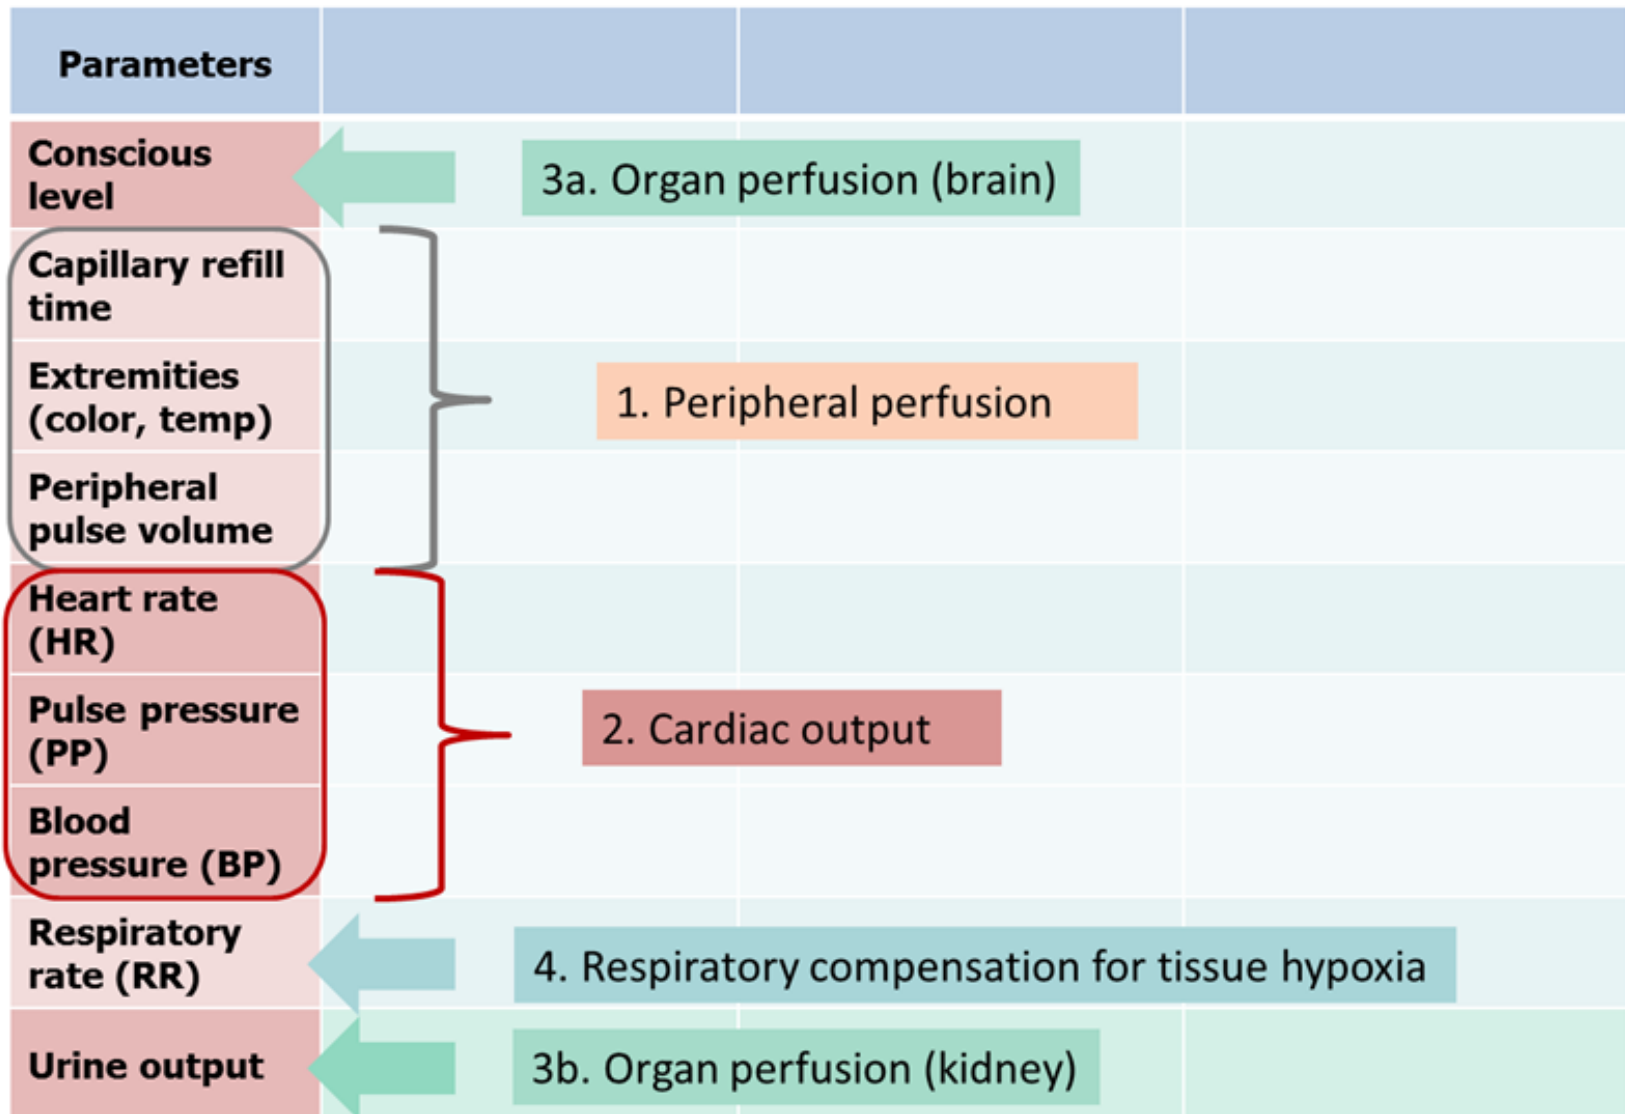 Parameters
Conscious
level
3a. Organ perfusion (brain)
Capillary refill
time
Extremities
(color, temp)
1. Peripheral perfusion
Peripheral
pulse volume
Heart rate
(HR)
Pulse pressure
(PP)
2. Cardiac output
Blood
pressure (BP)
Respiratory
rate (RR)
4. Respiratory compensation for tissue hypoxia
Urine output
3b. Organ perfusion (kidney)